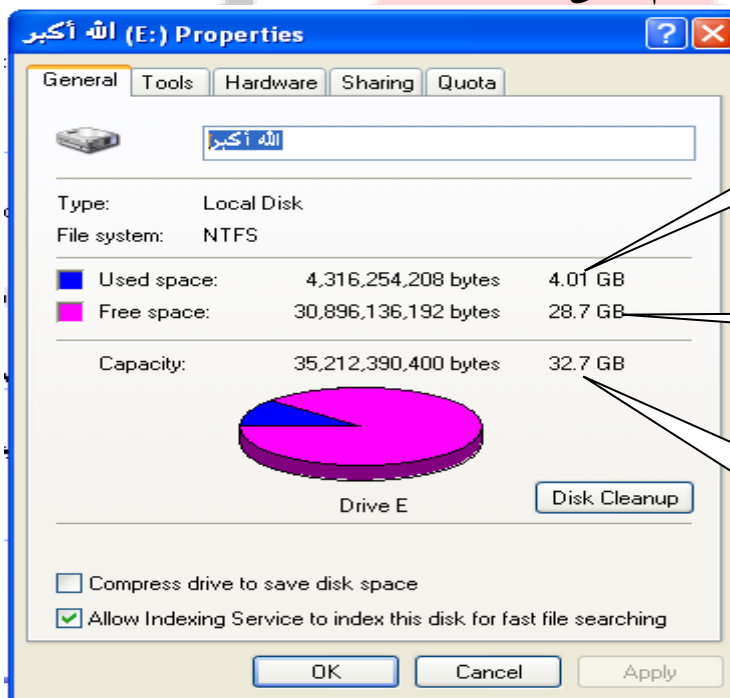 الله أكبر (E:) Properties
General Tools Hardware Sharing Quota
الله أكبر
Type: Local Disk
File system: NTFS
Used space: 4,316,254,208 bytes 4.01 GB
Free space: 30,896,136,192 bytes 28.7 GB
Capacity: 35,212,390,400 bytes 32.7 GB
Drive E
Disk Cleanup
Compress drive to save disk space
Allow Indexing Service to index this disk for fast file searching
OK Cancel Apply